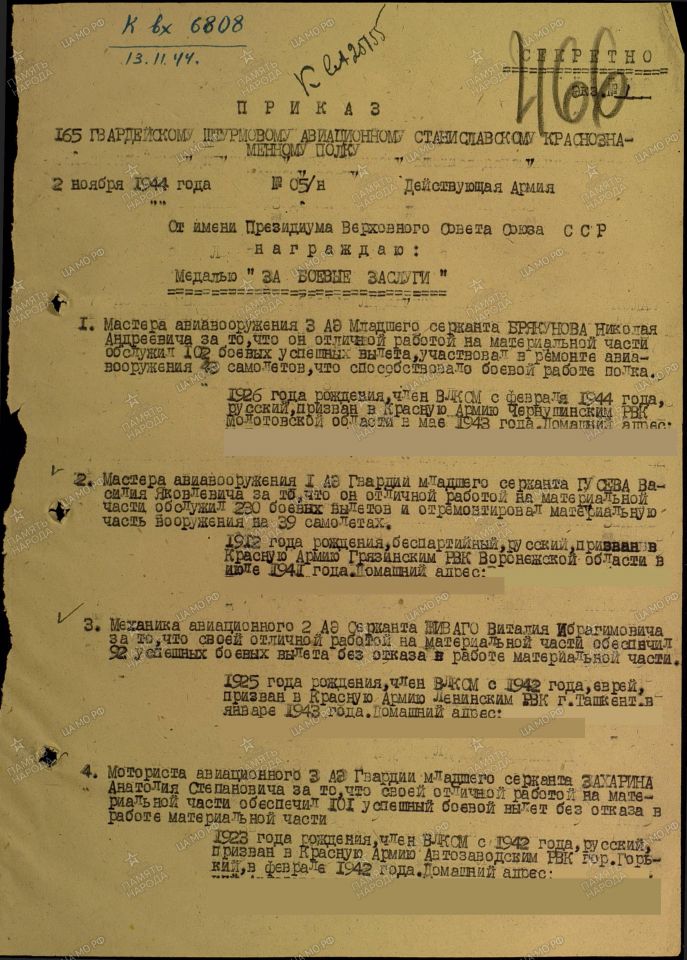 К вх 6808
13.11.44.
К вх 20755
466
СЕКРЕТНО
Экз.№ 1
ПРИКАЗ
165 ГВАРДЕЙСКОМУ ШТУРМОВОМУ АВИАЦИОННОМУ СТАНИСЛАВСКОМУ КРАСНОЗНА-
МЕННОМУ ПОЛКУ
2 ноября 1944 года № 05/н Действующая Армия
От имени Президиума Верховного Совета Союза ССР
награждаю:
Медалью " ЗА БОЕВЫЕ ЗАСЛУГИ "
1. Мастера авиавооружения 3 АЭ Младшего сержанта БРЯКУНОВА Николая
Андреевича за то,что он отличной работой на материальной части
обслужил 102 боевых успешных вылета,участвовал в ремонте авиа-
вооружения 43 самолетов,что способствовало боевой работе полка.
1926 года рождения,член ВЛКСМ с февраля 1944 года,
русский,призван в Красную Армию Чернушинским РВК
Молотовской области в мае 1943 года.Домашний адрес:
2. Мастера авиавооружения 1 АЭ Гвардии младшего сержанта ГУСЕВА Ва-
силия Яковлевича за то,что он отличной работой на материальной
части обслужил 230 боевых вылетов и отремонтировал материальную
часть вооружения на 39 самолетах.
1912 года рождения,беспартийный,русский,призван в
Красную Армию Грязинским РВК Воронежской области в
июле 1941 года.Домашний адрес:
3. Механика авиационного 2 АЭ Сержанта ЖИВАГО Виталия Ибрагимовича
за то,что своей отличной работой на материальной части обеспечил
92 успешных боевых вылета без отказа в работе материальной части.
1925 года рождения,член ВЛКСМ с 1942 года,еврей,
призван в Красную Армию Ленинским РВК г.Ташкент.в
январе 1943 года.Домашний адрес:
4. Моториста авиационного 3 АЭ Гвардии младшего сержанта ЗАХАРИНА
Анатолия Степановича за то,что своей отличной работой на мате-
риальной части обеспечил 101 успешный боевой вылет без отказа в
работе материальной части
1923 года рождения,член ВЛКСМ с 1942 года,русский,
призван в Красную Армию Автозаводским РВК гор.Горь-
кий,в феврале 1942 года.Домашний адрес: